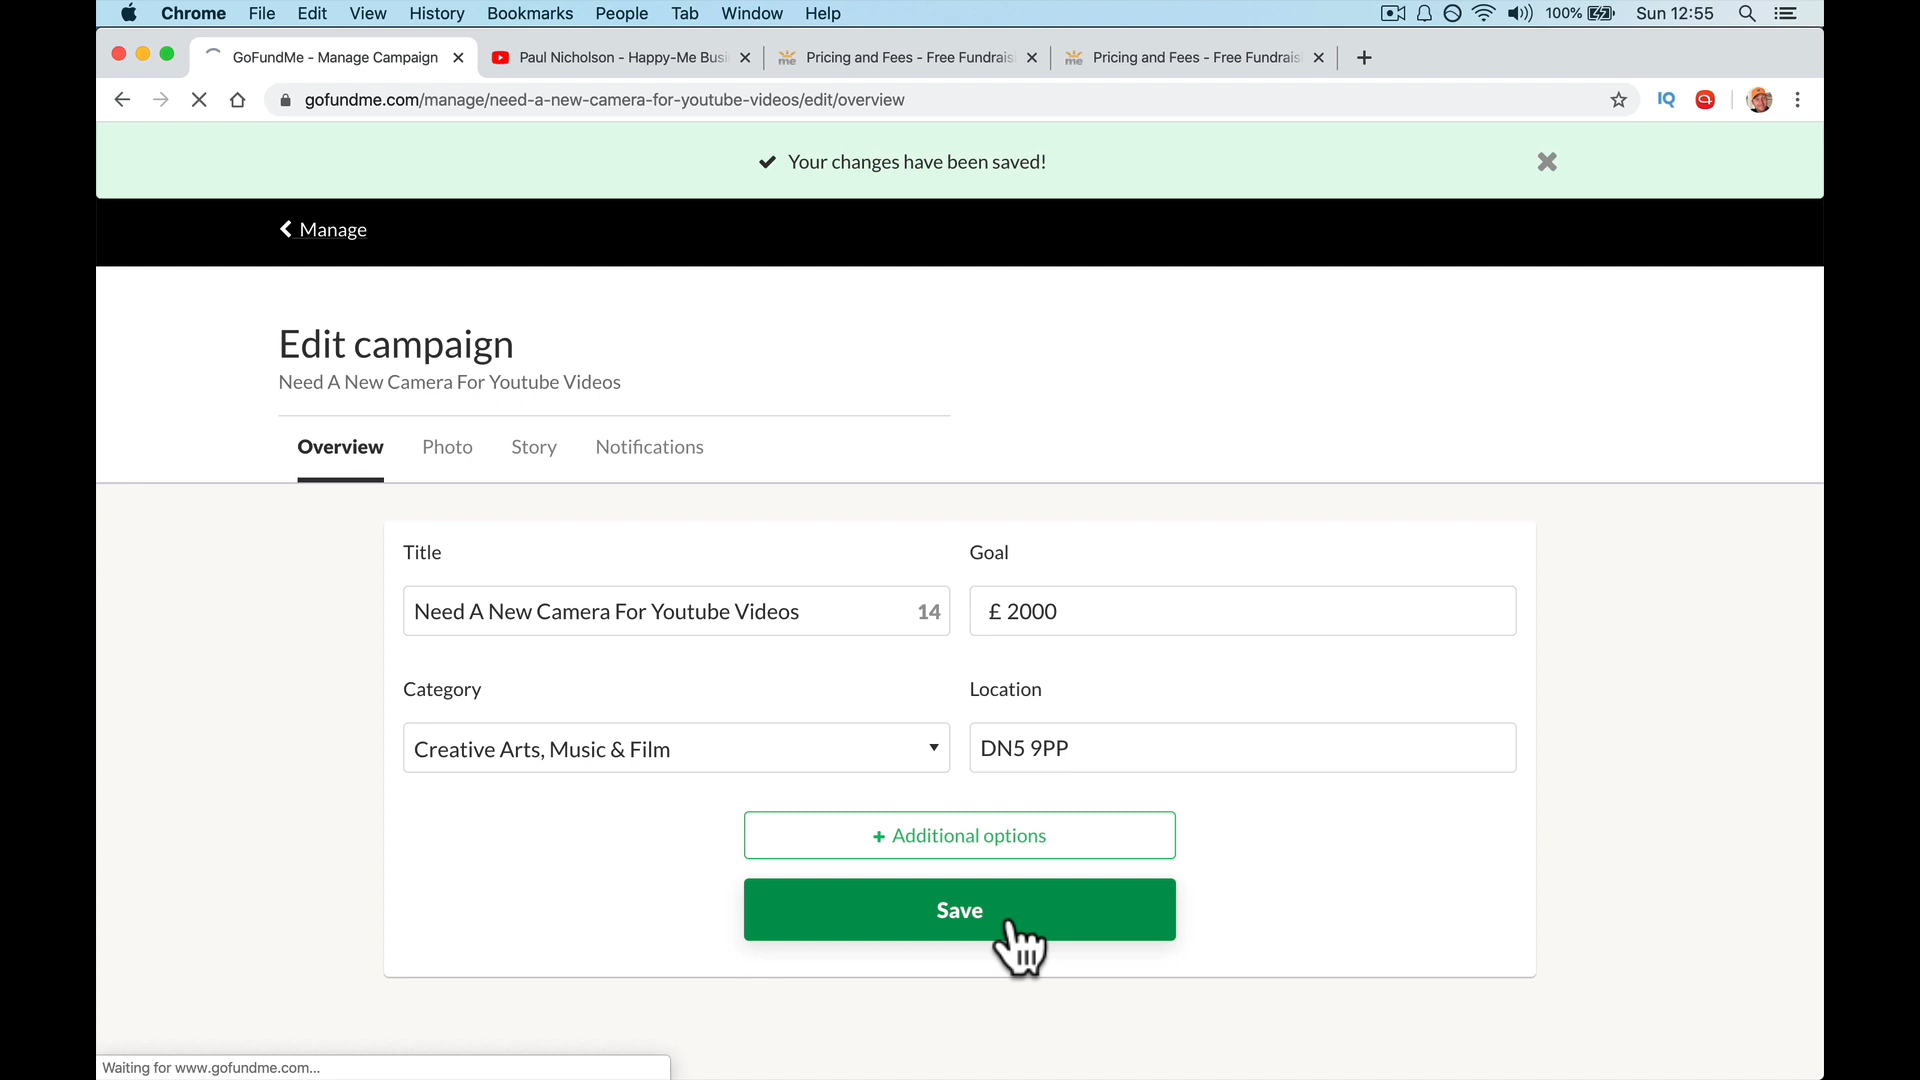 Chrome File Edit View History Bookmarks People Tab Window Help 100% Sun 12:55
GoFundMe - Manage Campaign Paul Nicholson - Happy-Me Busi Pricing and Fees - Free Fundrais Pricing and Fees - Free Fundrais
gofundme.com/manage/need-a-new-camera-for-youtube-videos/edit/overview IQ
Your changes have been saved!
Manage
Edit campaign
Need A New Camera For Youtube Videos
Overview Photo Story Notifications
Title Goal
Need A New Camera For Youtube Videos 14 £ 2000
Category Location
Creative Arts, Music & Film DN5 9PP
+ Additional options
Save
Waiting for www.gofundme.com...